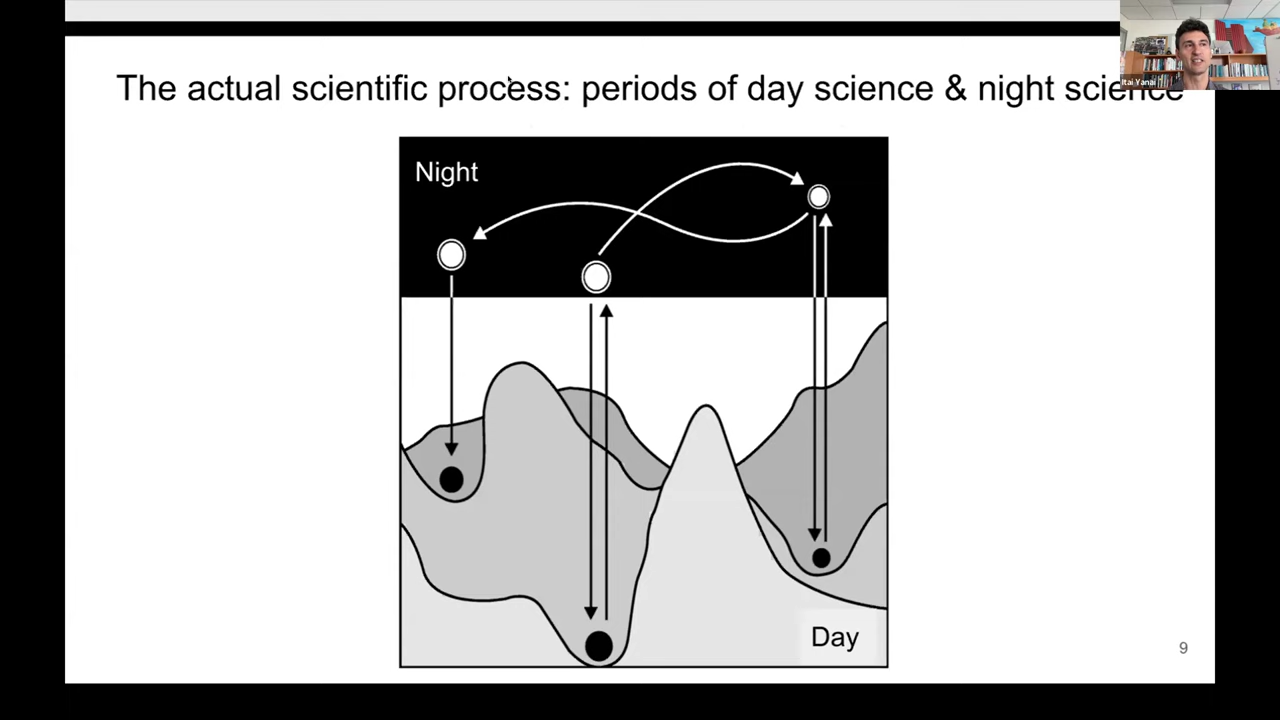 The actual scientific process: periods of day science & night science
Itai Yanai
Night
Day
9